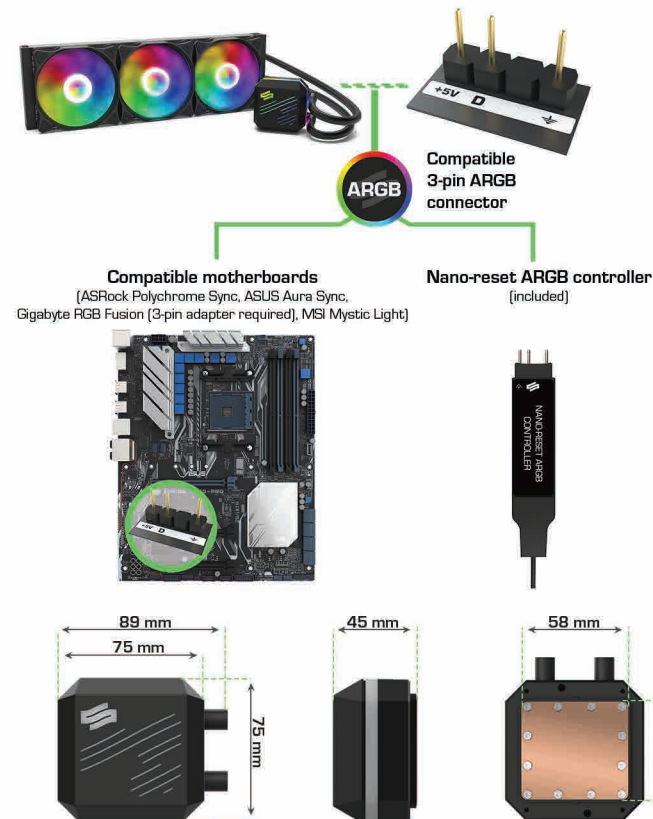 +5V D
ARGB
Compatible
3-pin ARGB
connector
Compatible motherboards
(ASRock Polychrome Sync, ASUS Aura Sync,
Gigabyte RGB Fusion (3-pin adapter required), MSI Mystic Light)
Nano-reset ARGB controller
(included)
NANO-RESET ARGB
CONTROLLER
+5V D
89 mm
75 mm
75 mm
45 mm
58 mm